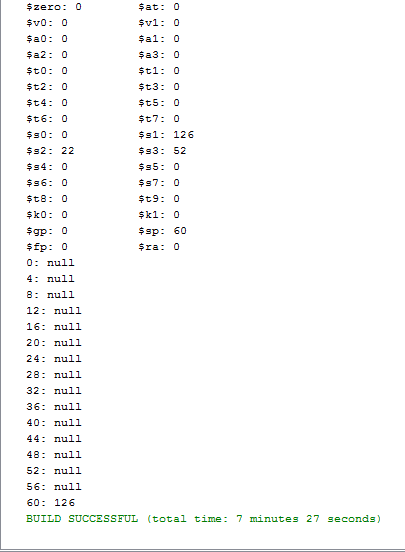 $zero: 0 $at: 0
$v0: 0 $v1: 0
$a0: 0 $a1: 0
$a2: 0 $a3: 0
$t0: 0 $t1: 0
$t2: 0 $t3: 0
$t4: 0 $t5: 0
$t6: 0 $t7: 0
$s0: 0 $s1: 126
$s2: 22 $s3: 52
$s4: 0 $s5: 0
$s6: 0 $s7: 0
$t8: 0 $t9: 0
$k0: 0 $k1: 0
$gp: 0 $sp: 60
$fp: 0 $ra: 0
0: null
4: null
8: null
12: null
16: null
20: null
24: null
28: null
32: null
36: null
40: null
44: null
48: null
52: null
56: null
60: 126
BUILD SUCCESSFUL (total time: 7 minutes 27 seconds)